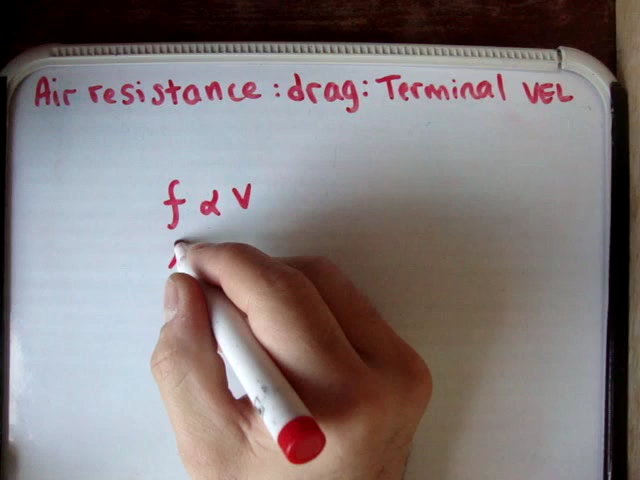 Air resistance : drag : Terminal VEL
f α v